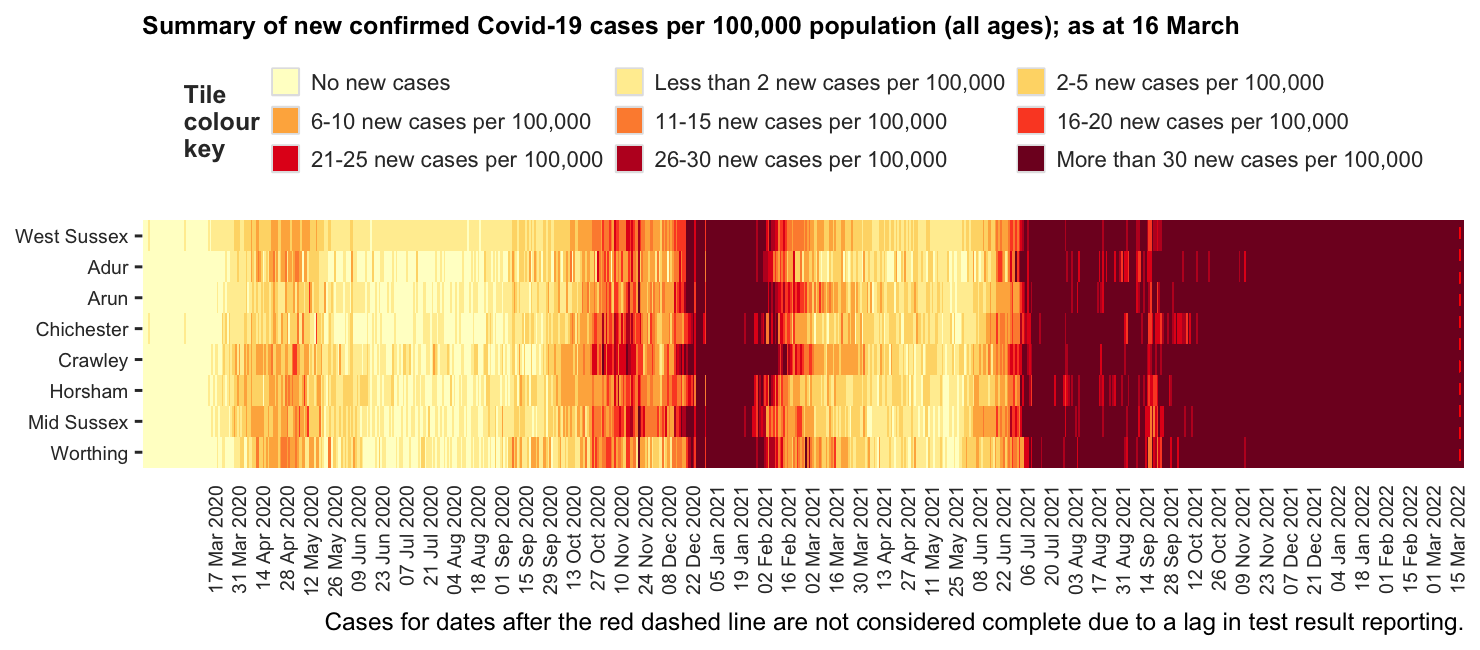 Summary of new confirmed Covid-19 cases per 100,000 population (all ages); as at 16 March
Tile
colour
key
No new cases
Less than 2 new cases per 100,000
2-5 new cases per 100,000
6-10 new cases per 100,000
11-15 new cases per 100,000
16-20 new cases per 100,000
21-25 new cases per 100,000
26-30 new cases per 100,000
More than 30 new cases per 100,000
West Sussex
Adur
Arun
Chichester
Crawley
Horsham
Mid Sussex
Worthing
17 Mar 2020
31 Mar 2020
14 Apr 2020
28 Apr 2020
12 May 2020
26 May 2020
09 Jun 2020
23 Jun 2020
07 Jul 2020
21 Jul 2020
04 Aug 2020
18 Aug 2020
01 Sep 2020
15 Sep 2020
29 Sep 2020
13 Oct 2020
27 Oct 2020
10 Nov 2020
24 Nov 2020
08 Dec 2020
22 Dec 2020
05 Jan 2021
19 Jan 2021
02 Feb 2021
16 Feb 2021
02 Mar 2021
16 Mar 2021
30 Mar 2021
13 Apr 2021
27 Apr 2021
11 May 2021
25 May 2021
08 Jun 2021
22 Jun 2021
06 Jul 2021
20 Jul 2021
03 Aug 2021
17 Aug 2021
31 Aug 2021
14 Sep 2021
28 Sep 2021
12 Oct 2021
26 Oct 2021
09 Nov 2021
23 Nov 2021
07 Dec 2021
21 Dec 2021
04 Jan 2022
18 Jan 2022
01 Feb 2022
15 Feb 2022
01 Mar 2022
15 Mar 2022
Cases for dates after the red dashed line are not considered complete due to a lag in test result reporting.